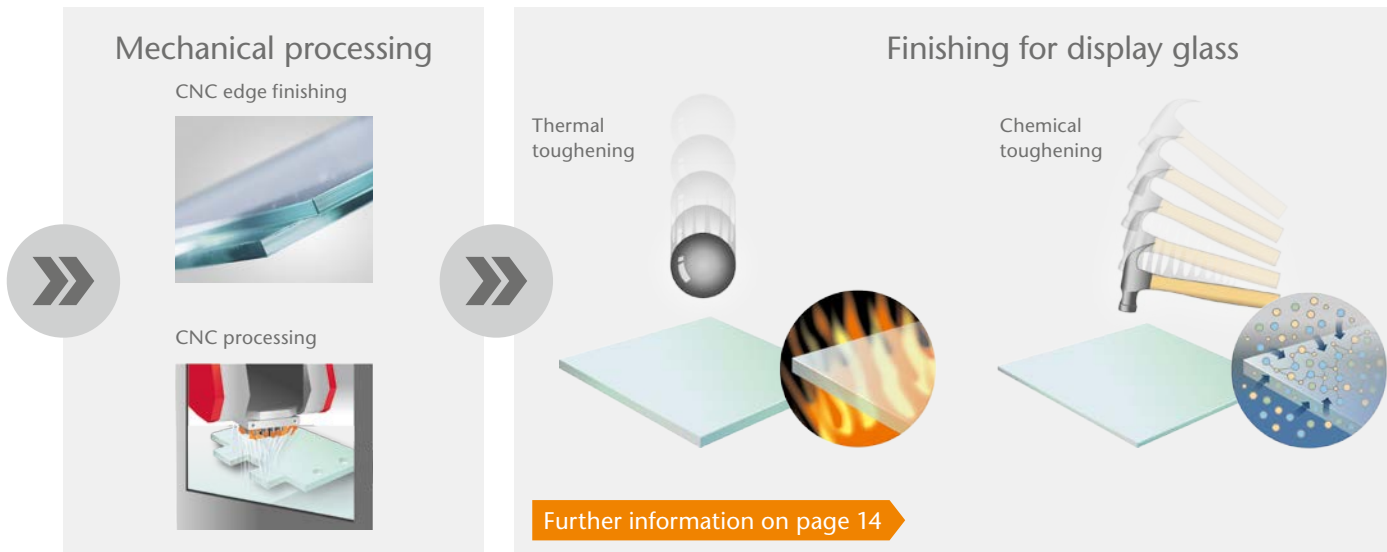 Mechanical processing
CNC edge finishing
CNC processing
Finishing for display glass
Thermal
toughening
Chemical
toughening
Further information on page 14